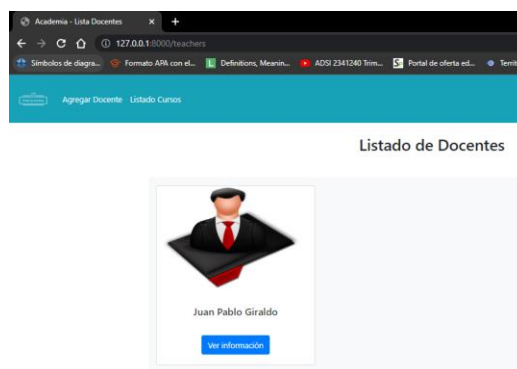 Academia - Lista Docentes
127.0.0.1:8000/teachers
Símbolos de diagra... Formato APA con el... Definitions, Meanin... ADSI 2341240 Trim... Portal de oferta ed... Territ
Agregar Docente Listado Cursos
Listado de Docentes
Juan Pablo Giraldo
Ver información